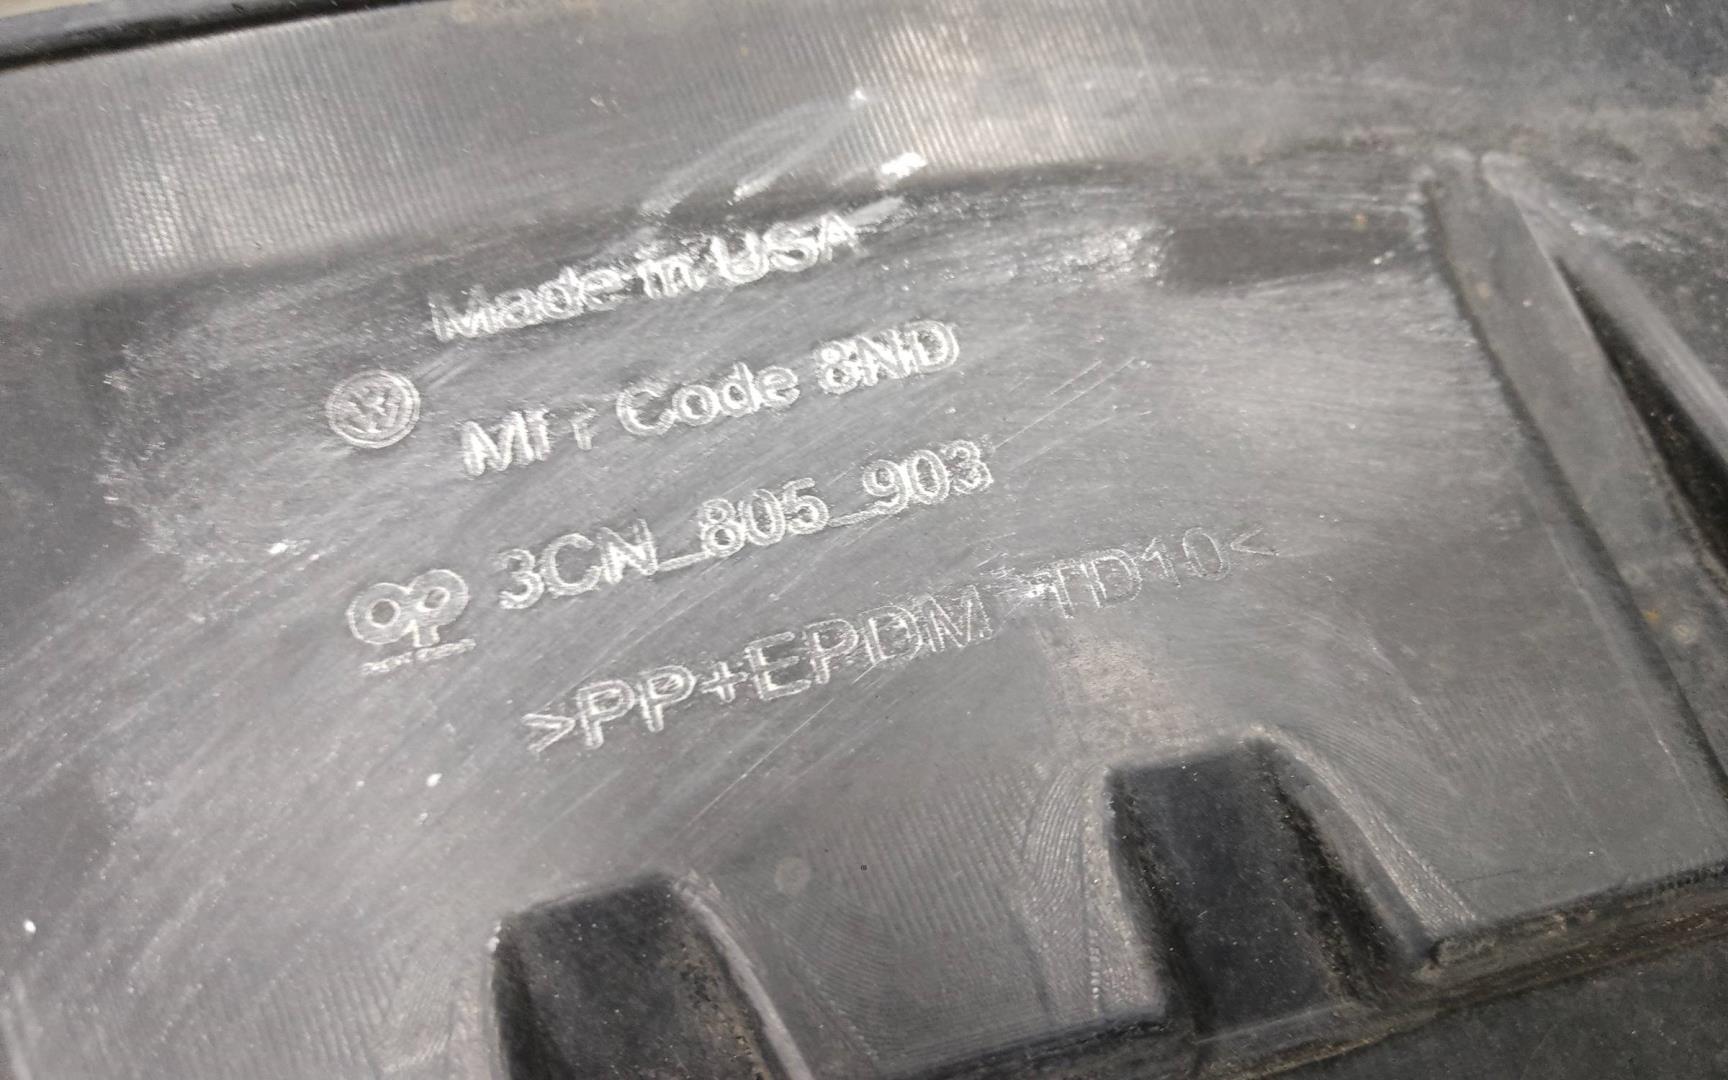 Made in USA
Mfr Code 8ND
3CN_805_903
>PP+EPDM-TD10<